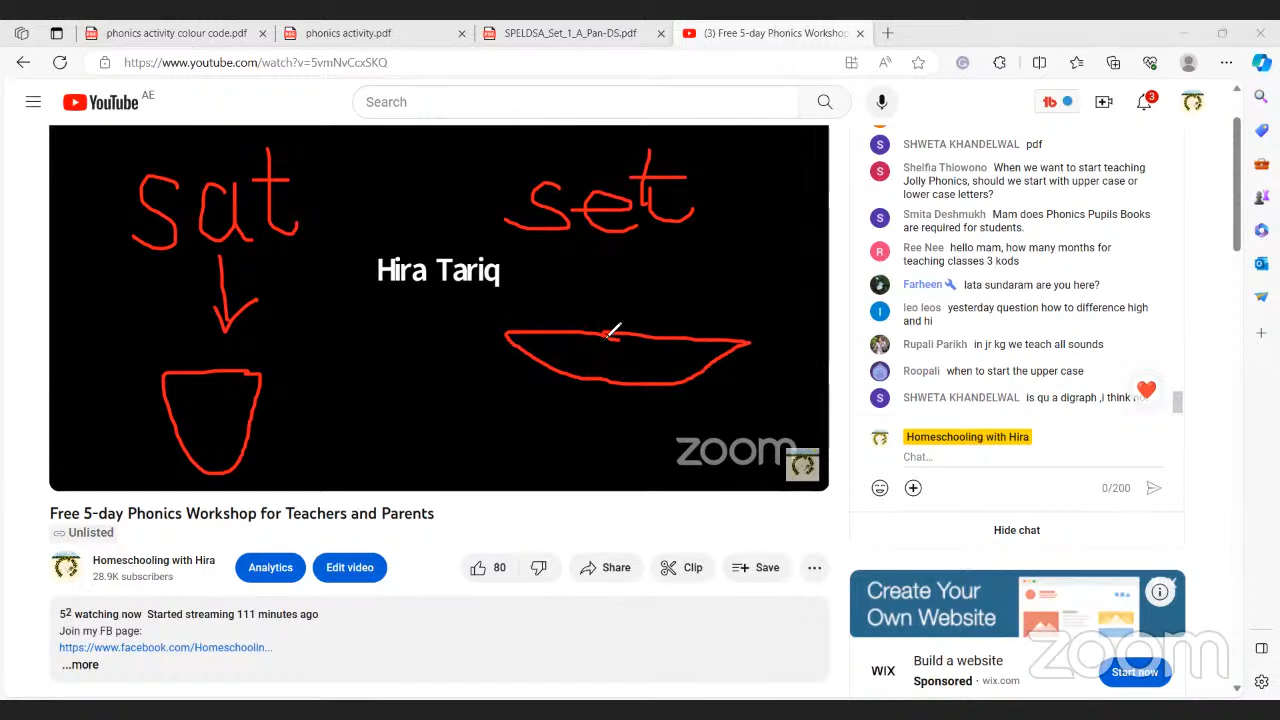 phonics activity colour code.pdf
phonics activity.pdf
SPELDSA_Set_1_A_Pan-DS.pdf
(3) Free 5-day Phonics Workshop
https://www.youtube.com/watch?v=5vmNvCcxSKQ
YouTube AE
Search
3
sat
set
Hira Tariq
zoom
SHWETA KHANDELWAL pdf
Shelfia Thiowono When we want to start teaching
Jolly Phonics, should we start with upper case or
lower case letters?
Smita Deshmukh Mam does Phonics Pupils Books
are required for students.
Ree Nee hello mam, how many months for
teaching classes 3 kods
Farheen lata sundaram are you here?
leo leos yesterday question how to difference high
and hi
Rupali Parikh in jr kg we teach all sounds
Roopali when to start the upper case
SHWETA KHANDELWAL is qu a digraph ,i think
Homeschooling with Hira
Chat...
0/200
Hide chat
Free 5-day Phonics Workshop for Teachers and Parents
Unlisted
Homeschooling with Hira
28.9K subscribers
Analytics
Edit video
80
Share
Clip
Save
52 watching now Started streaming 111 minutes ago
Join my FB page:
https://www.facebook.com/Homeschoolin...
...more
Create Your
Own Website
WIX
Build a website
Sponsored · wix.com
Start now
zoom